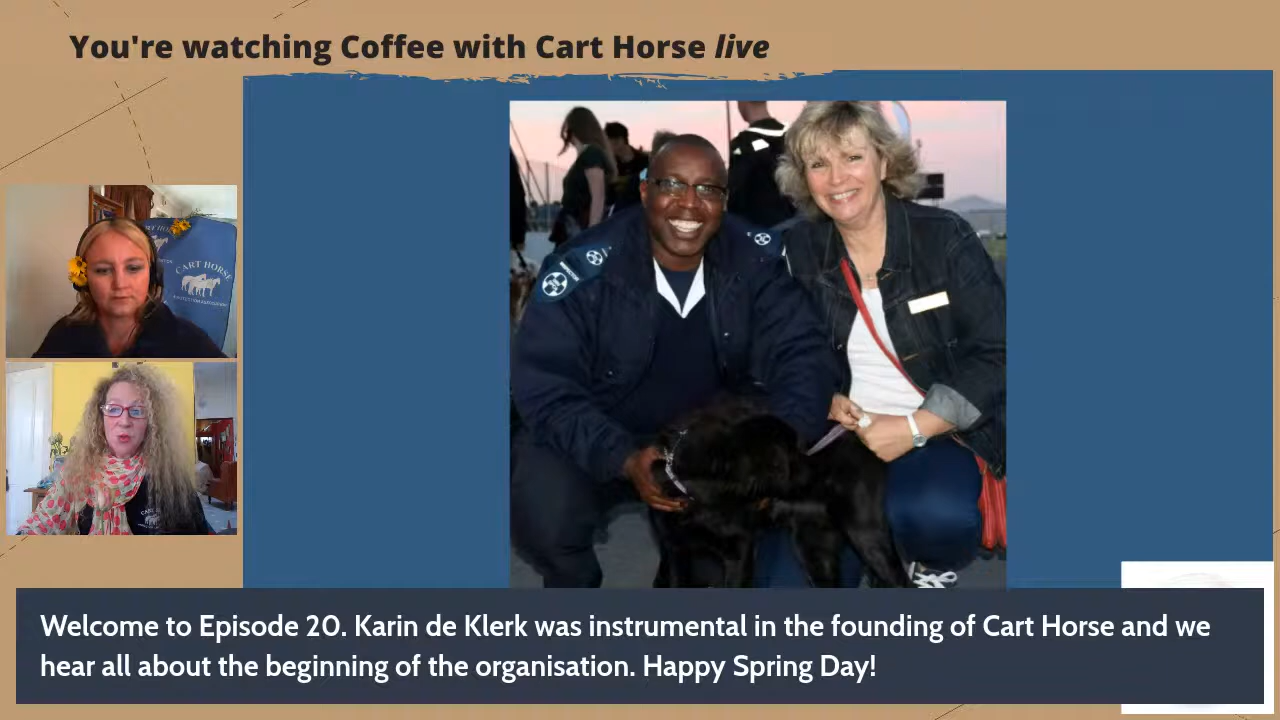 You're watching Coffee with Cart Horse live
CART HORSE
PROTECTION ASSOCIATION
Welcome to Episode 20. Karin de Klerk was instrumental in the founding of Cart Horse and we
hear all about the beginning of the organisation. Happy Spring Day!